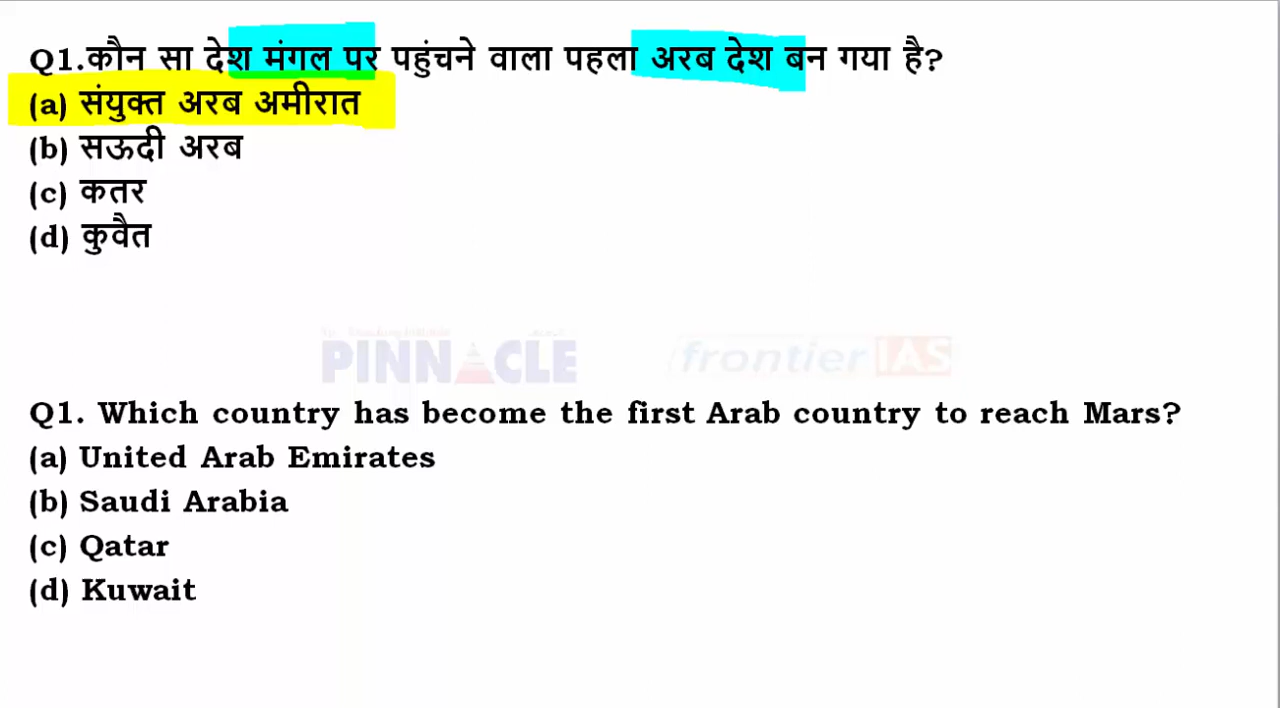 Q1.कौन सा देश मंगल पर पहुंचने वाला पहला अरब देश बन गया है?
(a) संयुक्त अरब अमीरात
(b) सऊदी अरब
(c) कतर
(d) कुवैत
PINNACLE frontier IAS
Q1. Which country has become the first Arab country to reach Mars?
(a) United Arab Emirates
(b) Saudi Arabia
(c) Qatar
(d) Kuwait